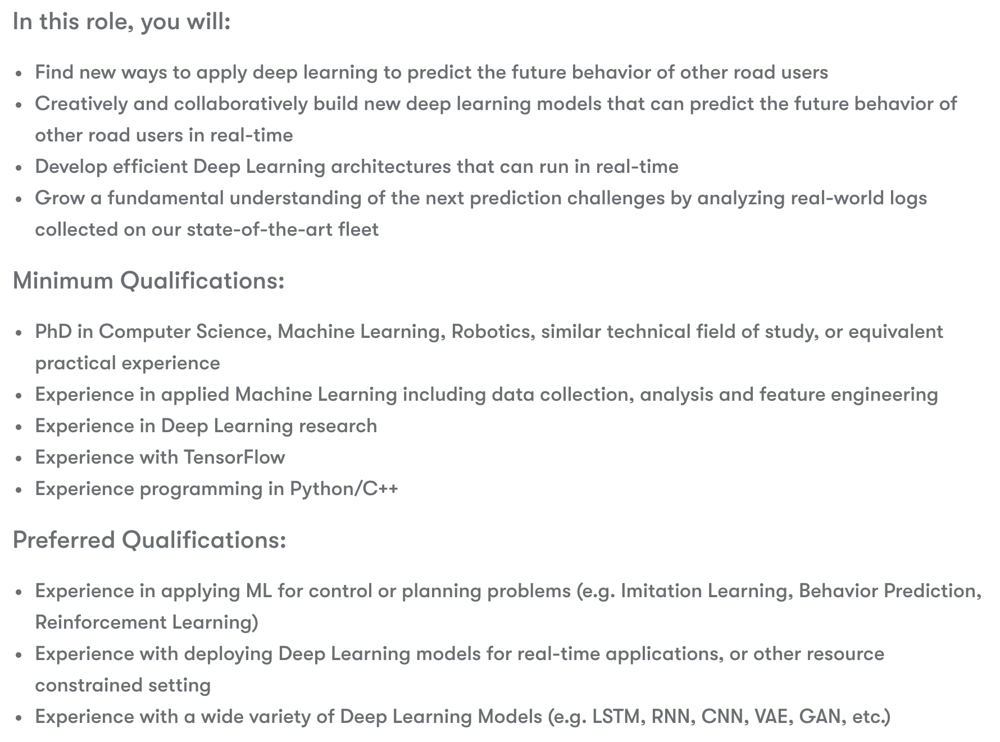 In this role, you will:
• Find new ways to apply deep learning to predict the future behavior of other road users
• Creatively and collaboratively build new deep learning models that can predict the future behavior of
other road users in real-time
• Develop efficient Deep Learning architectures that can run in real-time
• Grow a fundamental understanding of the next prediction challenges by analyzing real-world logs
collected on our state-of-the-art fleet
Minimum Qualifications:
• PhD in Computer Science, Machine Learning, Robotics, similar technical field of study, or equivalent
practical experience
• Experience in applied Machine Learning including data collection, analysis and feature engineering
• Experience in Deep Learning research
• Experience with TensorFlow
• Experience programming in Python/C++
Preferred Qualifications:
• Experience in applying ML for control or planning problems (e.g. Imitation Learning, Behavior Prediction,
Reinforcement Learning)
• Experience with deploying Deep Learning models for real-time applications, or other resource
constrained setting
• Experience with a wide variety of Deep Learning Models (e.g. LSTM, RNN, CNN, VAE, GAN, etc.)